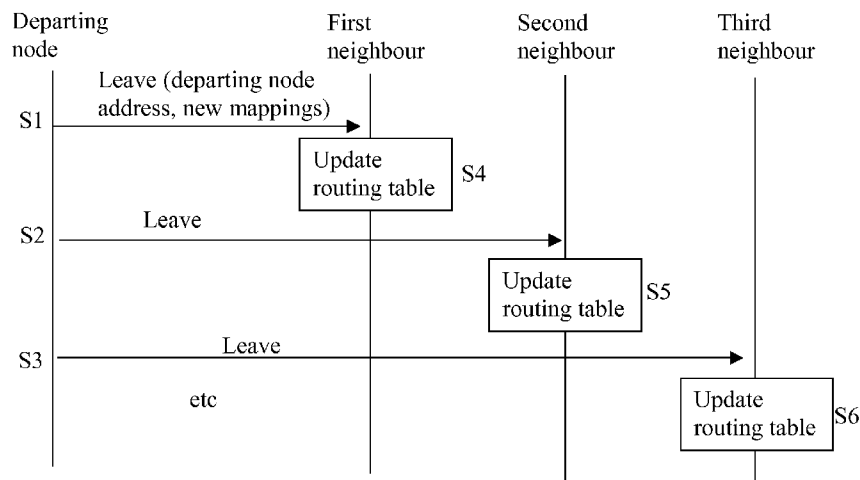 Departing
node
First
neighbour
Second
neighbour
Third
neighbour
Leave (departing node
address, new mappings)
S1
Update
routing table
S4
S2
Leave
Update
routing table
S5
S3
Leave
etc
Update
routing table
S6